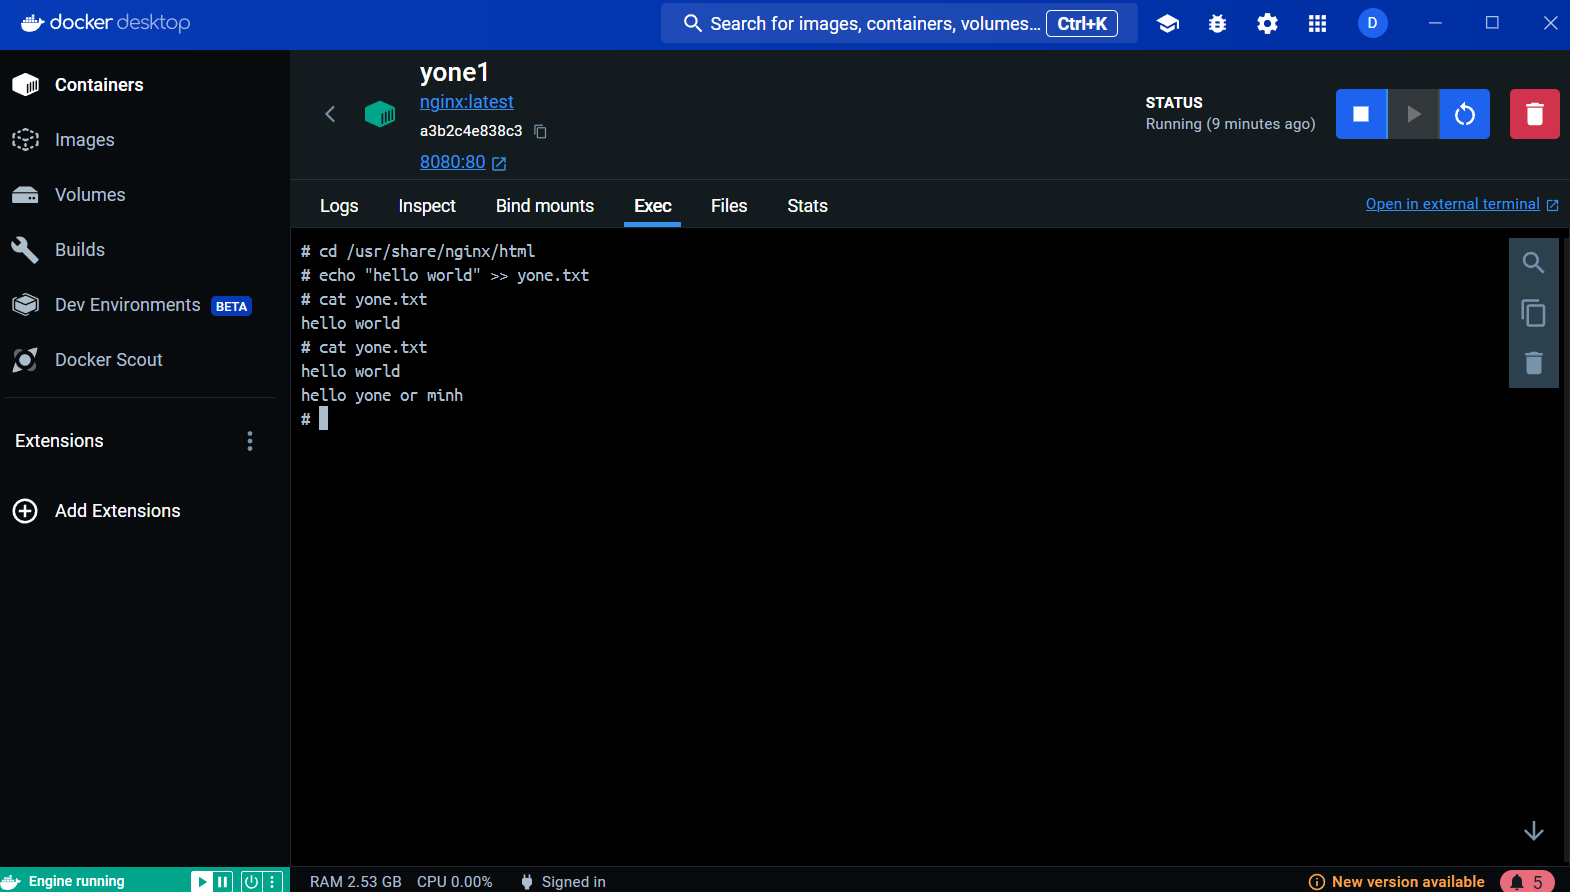 docker desktop
Search for images, containers, volumes... Ctrl+K
D
Containers
Images
Volumes
Builds
Dev Environments BETA
Docker Scout
Extensions
Add Extensions
yone1
nginx:latest
a3b2c4e838c3
8080:80
STATUS
Running (9 minutes ago)
Logs Inspect Bind mounts Exec Files Stats
Open in external terminal
# cd /usr/share/nginx/html
# echo "hello world" >> yone.txt
# cat yone.txt
hello world
# cat yone.txt
hello world
hello yone or minh
#
Engine running
RAM 2.53 GB CPU 0.00% Signed in
New version available 5